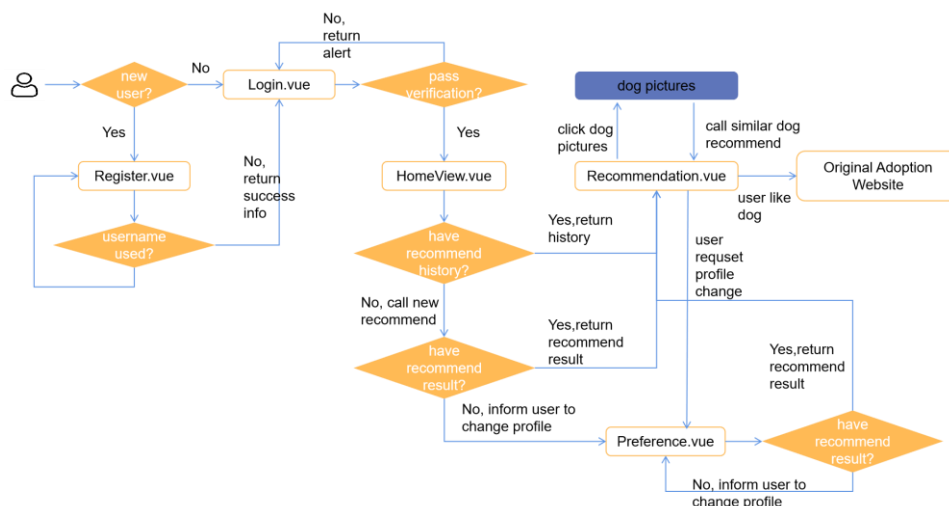 No,
return
alert
new
user?
No
Login.vue
pass
verification?
dog pictures
Yes
Yes
click dog
pictures
call similar dog
recommend
Register.vue
No,
return
success
info
HomeView.vue
Recommendation.vue
Original Adoption
Website
user like
dog
username
used?
have
recommend
history?
Yes,return
history
user
requset
profile
change
No, call new
recommend
have
recommend
result?
Yes,return
recommend
result
Yes,return
recommend
result
No, inform user to
change profile
Preference.vue
have
recommend
result?
No, inform user to
change profile